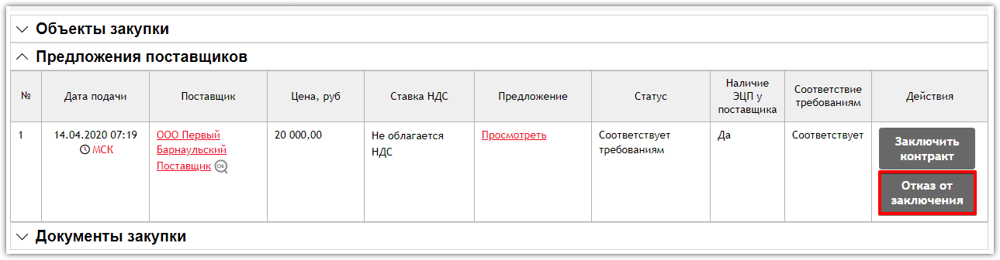 Объекты закупки
Предложения поставщиков
№ Дата подачи Поставщик Цена, руб Ставка НДС Предложение Статус Наличие ЭЦП у поставщика Соответствие требованиям Действия
1 14.04.2020 07:19 МСК ООО Первый Барнаульский Поставщик Ok 20 000,00 Не облагается НДС Просмотреть Соответствует требованиям Да Соответствует Заключить контракт
Отказ от заключения
Документы закупки